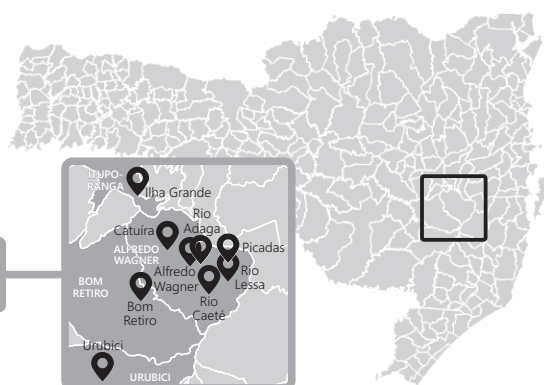 ITUPO-
RANGA
Ilha Grande
Rio
Adaga
Catuíra
Picadas
ALFREDO
WAGNER
Alfredo
Wagner
Rio
Lessa
BOM
RETIRO
Rio
Caeté
Bom
Retiro
Urubici
URUBICI